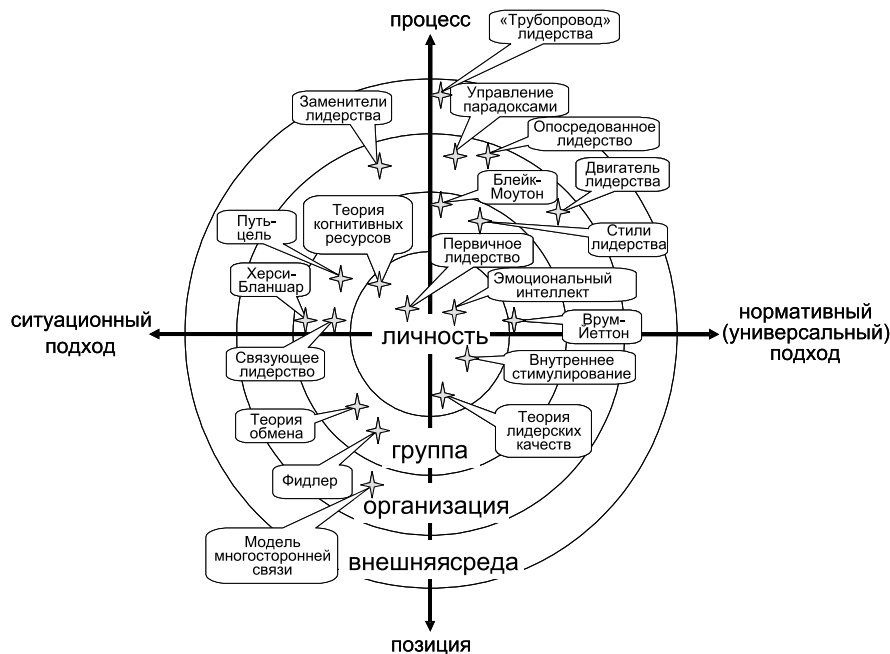 процесс
«Трубопровод»
лидерства
Заменители
лидерства
Управление
парадоксами
Опосредованное
лидерство
Двигатель
лидерства
Блейк-
Моутон
Стили
лидерства
Теория
когнитивных
ресурсов
Путь-
цель
Первичное
лидерство
Херси-
Бланшар
Эмоциональный
интеллект
Врум-
Йеттон
ситуационный
подход
нормативный
(универсальный)
подход
личность
Связующее
лидерство
Внутреннее
стимулирование
Теория
обмена
Теория
лидерских
качеств
группа
Фидлер
организация
Модель
многосторонней
связи
внешняясреда
позиция